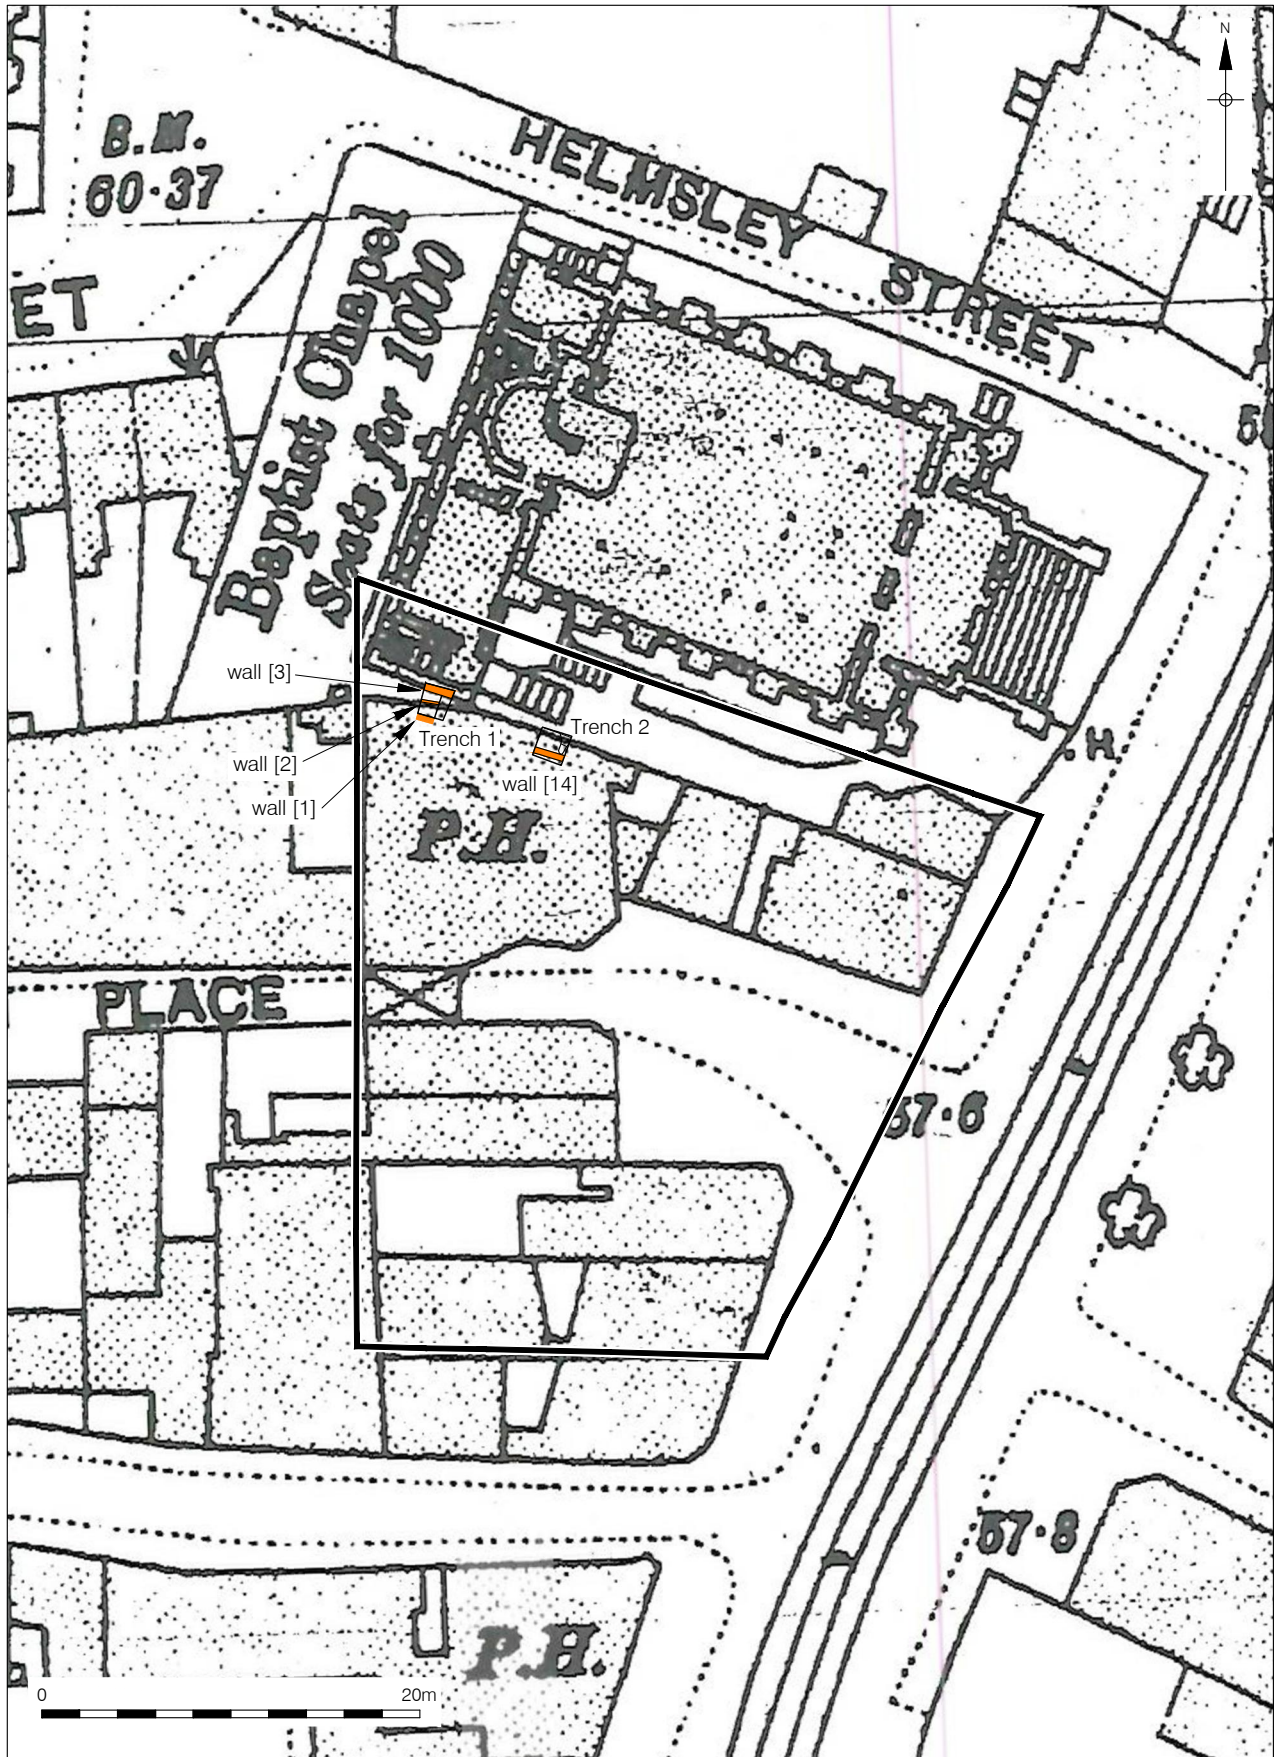 N
B.M.
60·37
HELMSLEY STREET
ET
Baptist Chapel
Seats for 1000
wall [3]
Trench 1
Trench 2
wall [2]
wall [14]
wall [1]
P.H.
.H.
PLACE
57·6
57·8
P.H.
0 20m